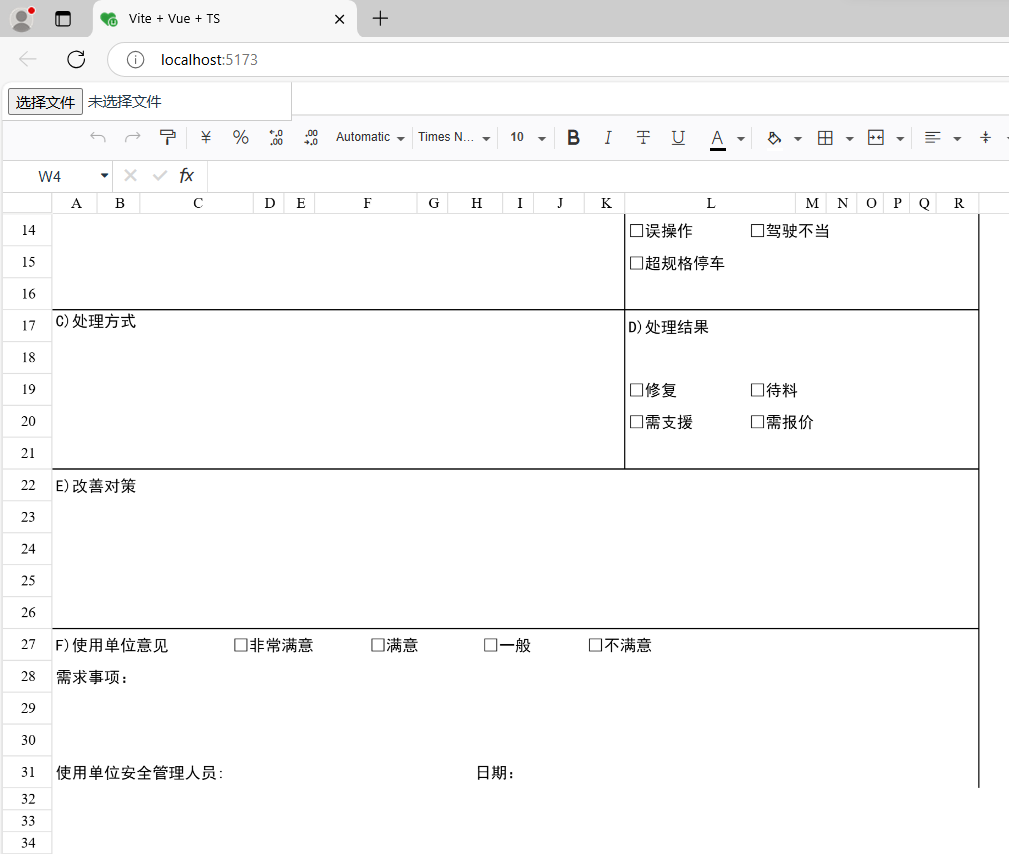 Vite + Vue + TS
localhost:5173
选择文件 未选择文件
¥ % .0 .00 Automatic Times N... 10 B I T U A
W4 fx
A B C D E F G H I J K L M N O P Q R
14 □误操作 □驾驶不当
15 □超规格停车
16
17 C)处理方式 D)处理结果
18
19 □修复 □待料
20 □需支援 □需报价
21
22 E)改善对策
23
24
25
26
27 F)使用单位意见 □非常满意 □满意 □一般 □不满意
28 需求事项：
29
30
31 使用单位安全管理人员: 日期：
32
33
34